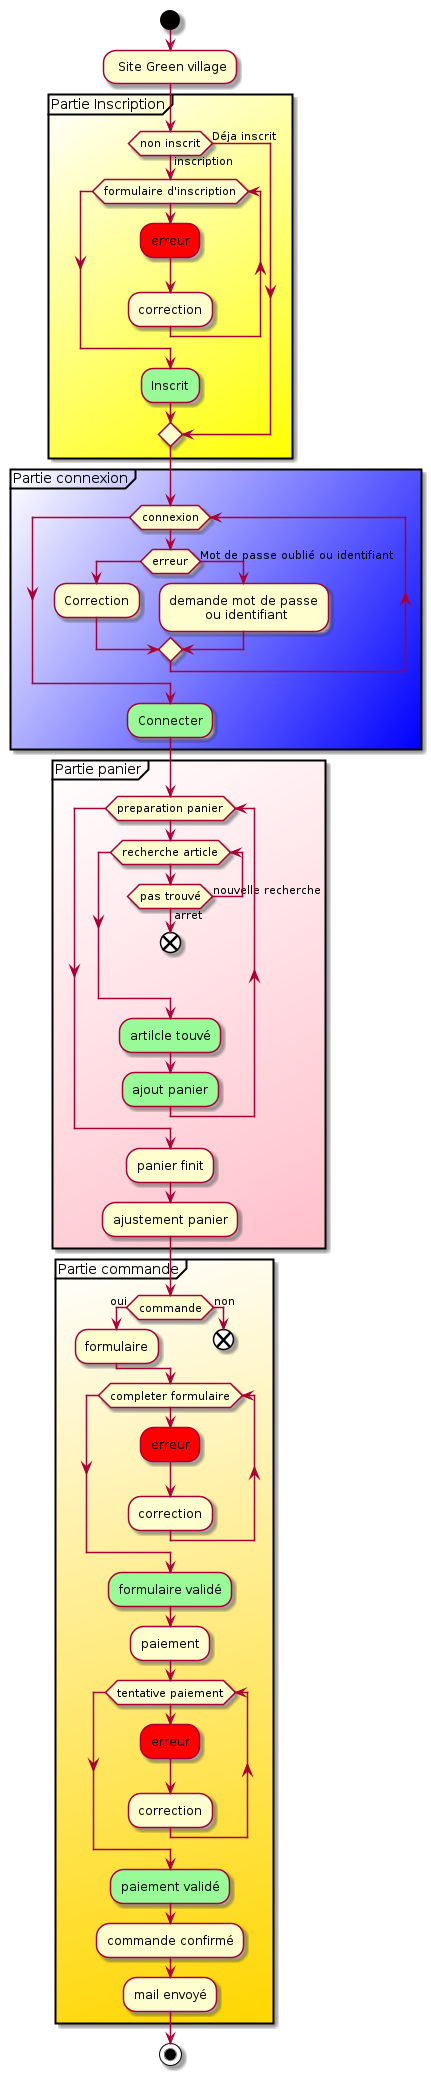 Site Green village
Partie Inscription
non inscrit
Déja inscrit
inscription
formulaire d'inscription
erreur
correction
Inscrit
Partie connexion
connexion
erreur
Mot de passe oublié ou identifiant
Correction
demande mot de passe
ou identifiant
Connecter
Partie panier
preparation panier
recherche article
pas trouvé
nouvelle recherche
arret
artilcle touvé
ajout panier
panier finit
ajustement panier
Partie commande
oui
commande
non
formulaire
completer formulaire
erreur
correction
formulaire validé
paiement
tentative paiement
erreur
correction
paiement validé
commande confirmé
mail envoyé